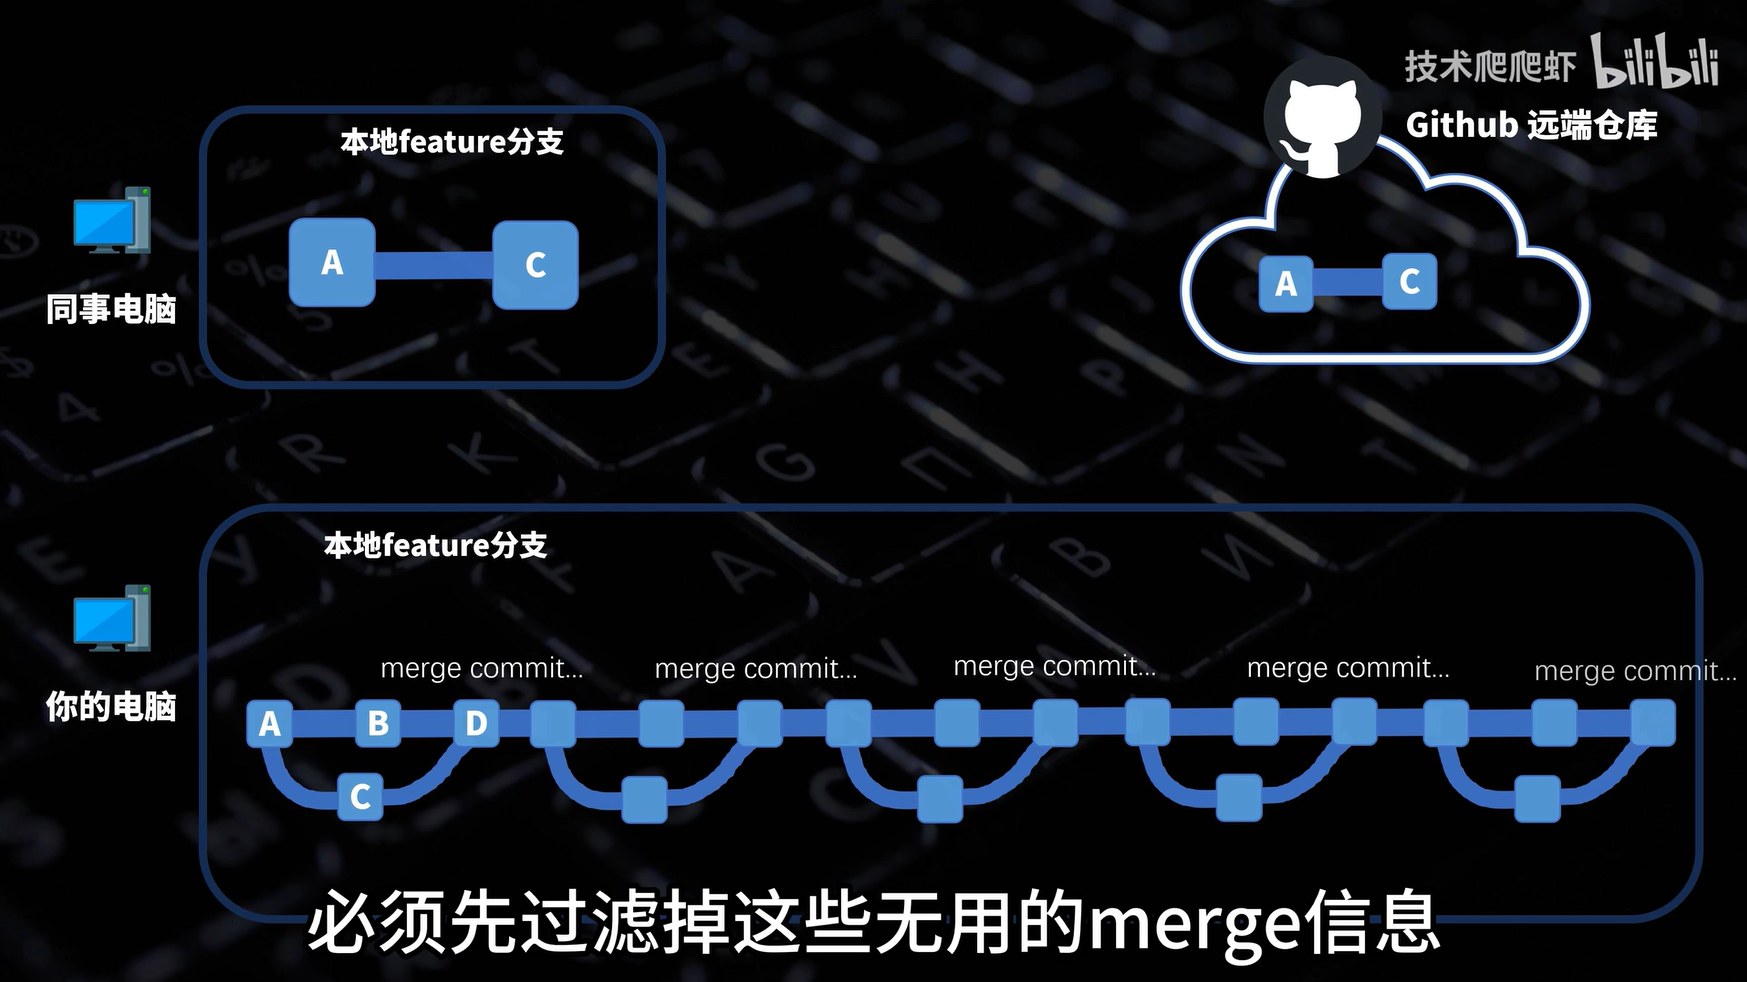 技术爬爬虾 bilibili
Github 远端仓库
本地feature分支
A
C
A
C
同事电脑
本地feature分支
merge commit...
merge commit...
merge commit...
merge commit...
merge commit...
你的电脑
A
B
D
C
必须先过滤掉这些无用的merge信息